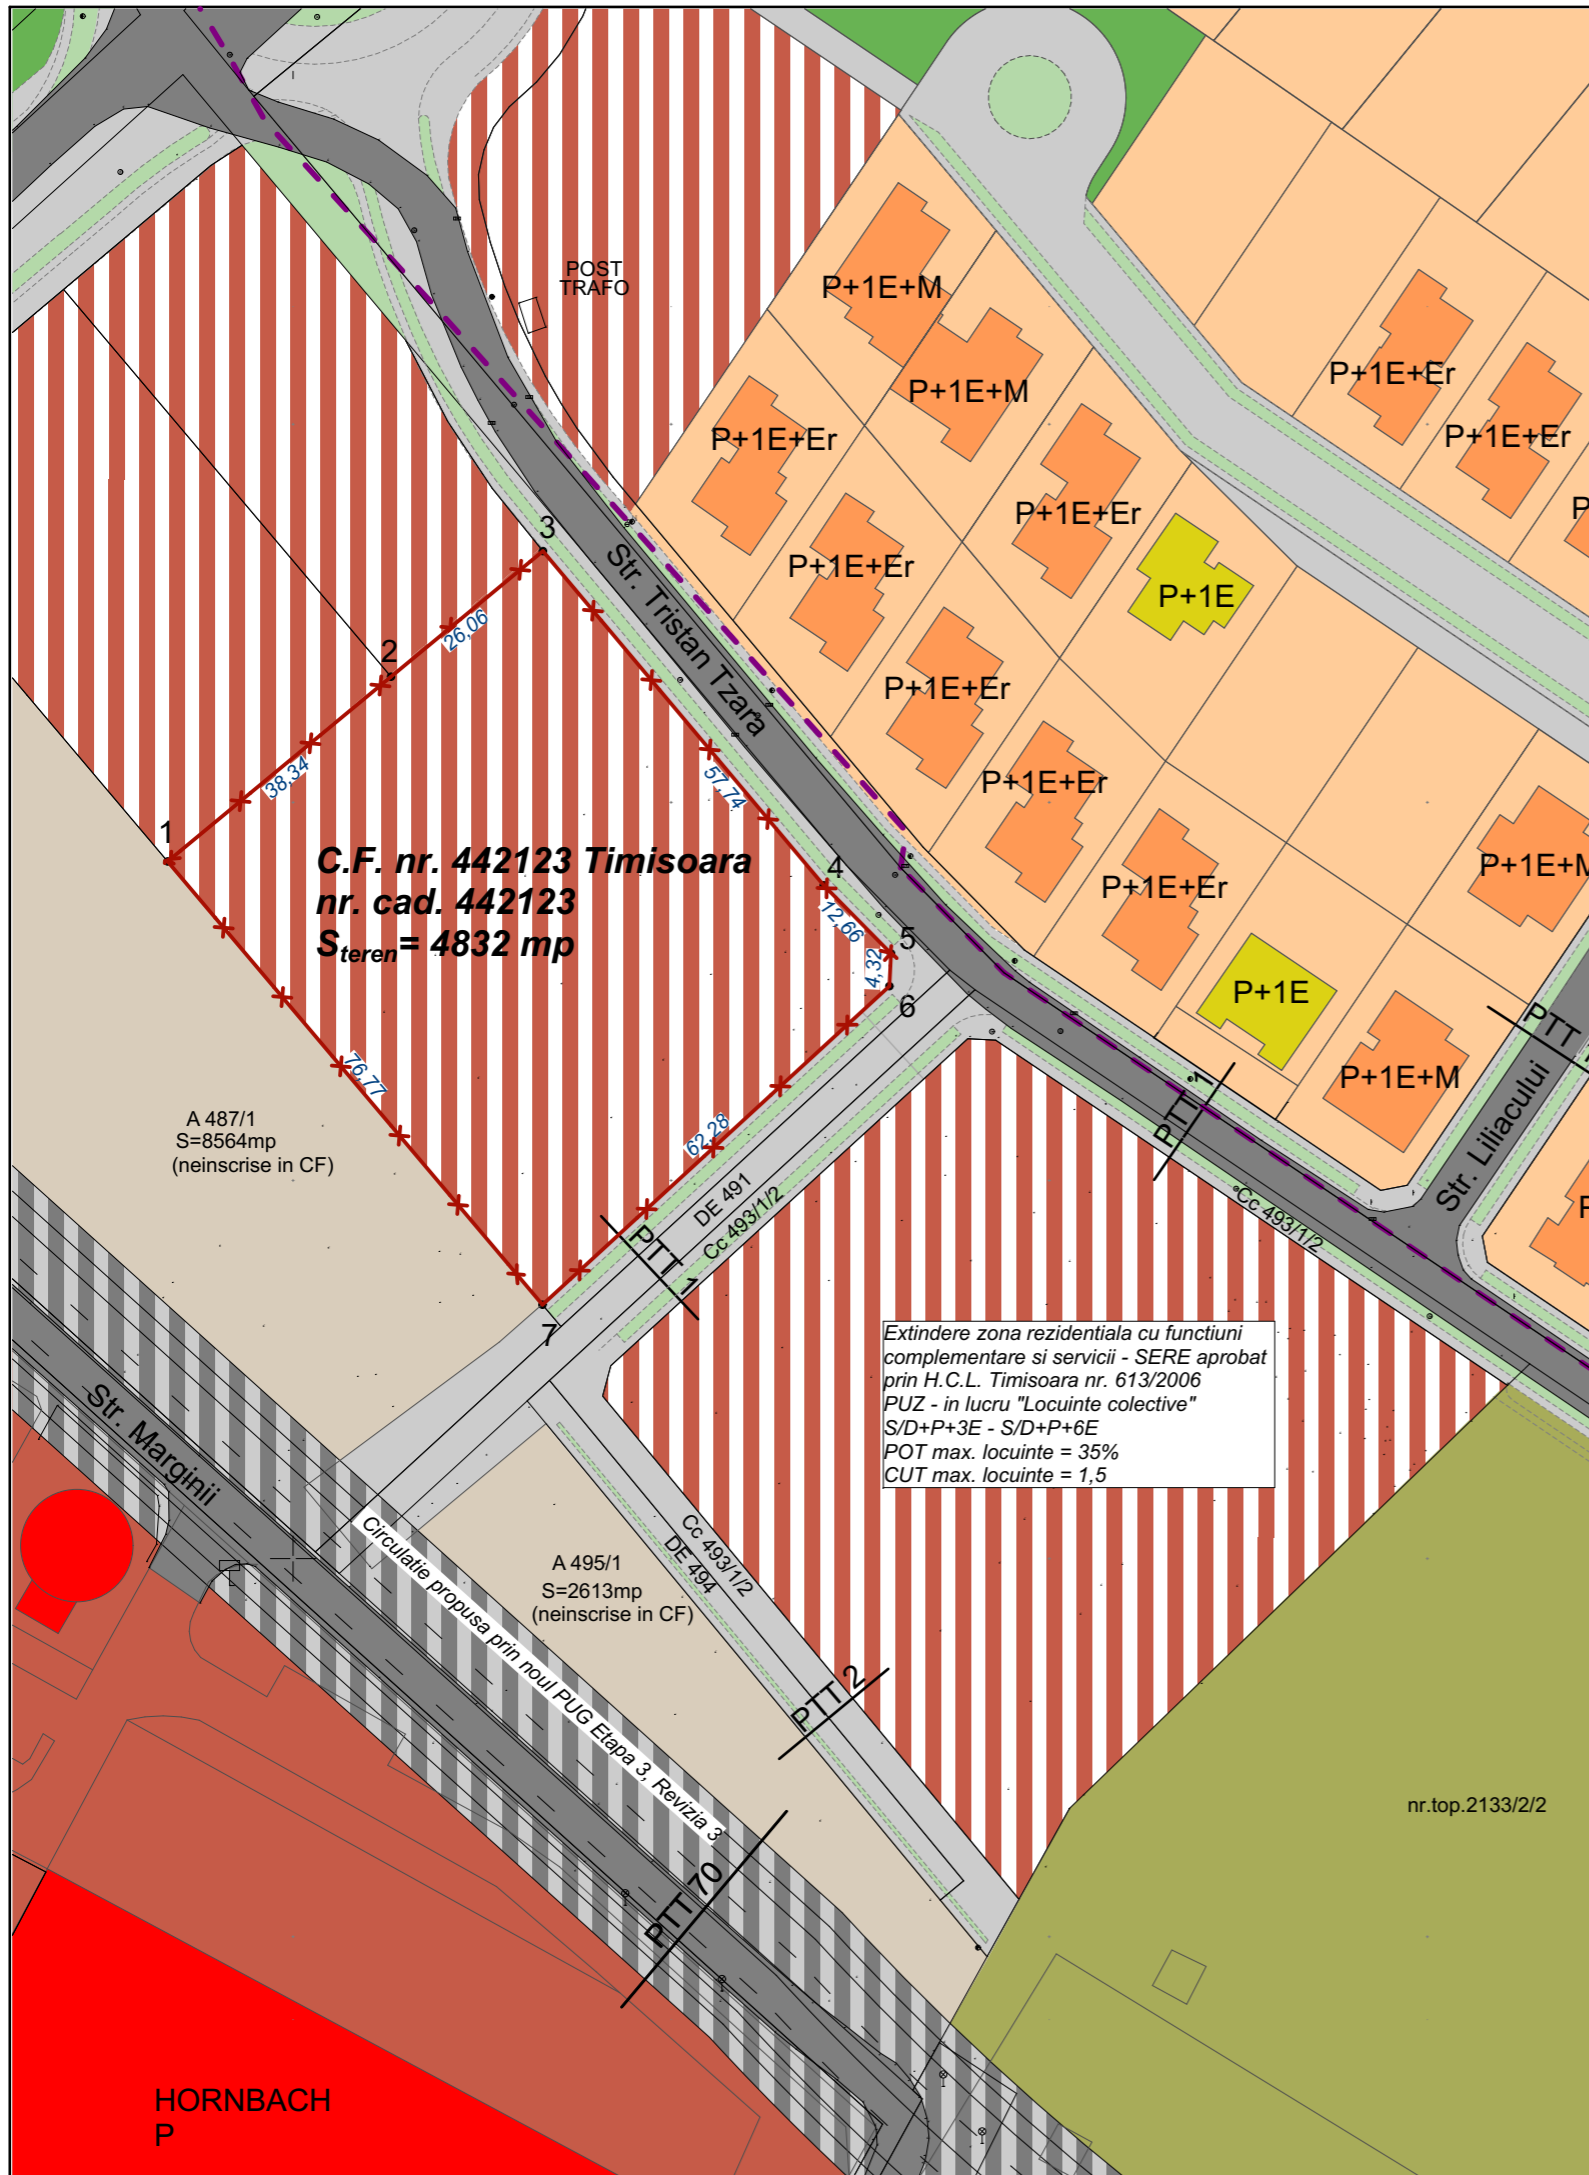 POST
TRAFO
P+1E+M
P+1E+M
P+1E+Er
P+1E+Er
P+1E+Er
P+1E+Er
P+1E+Er
P
P+1E+Er
P+1E
P+1E+Er
P+1E+Er
P+1E+Er
P+1E+M
P+1E
P+1E+M
P
3
2
1
4
5
6
7
26,06
38,34
57,74
12,66
4,32
62,28
76,77
Str. Tristan Tzara
C.F. nr. 442123 Timisoara
nr. cad. 442123
Steren= 4832 mp
A 487/1
S=8564mp
(neinscrise in CF)
DE 491
Cc 493/1/2
PTT 1
PTT 1
PTT
Str. Liliacului
Cc 493/1/2
Extindere zona rezidentiala cu functiuni
complementare si servicii - SERE aprobat
prin H.C.L. Timisoara nr. 613/2006
PUZ - in lucru "Locuinte colective"
S/D+P+3E - S/D+P+6E
POT max. locuinte = 35%
CUT max. locuinte = 1,5
Str. Marginii
Circulatie propusa prin noul PUG Etapa 3, Revizia 3
A 495/1
S=2613mp
(neinscrise in CF)
Cc 493/1/2
DE 494
PTT 2
PTT 70
nr.top.2133/2/2
HORNBACH
P